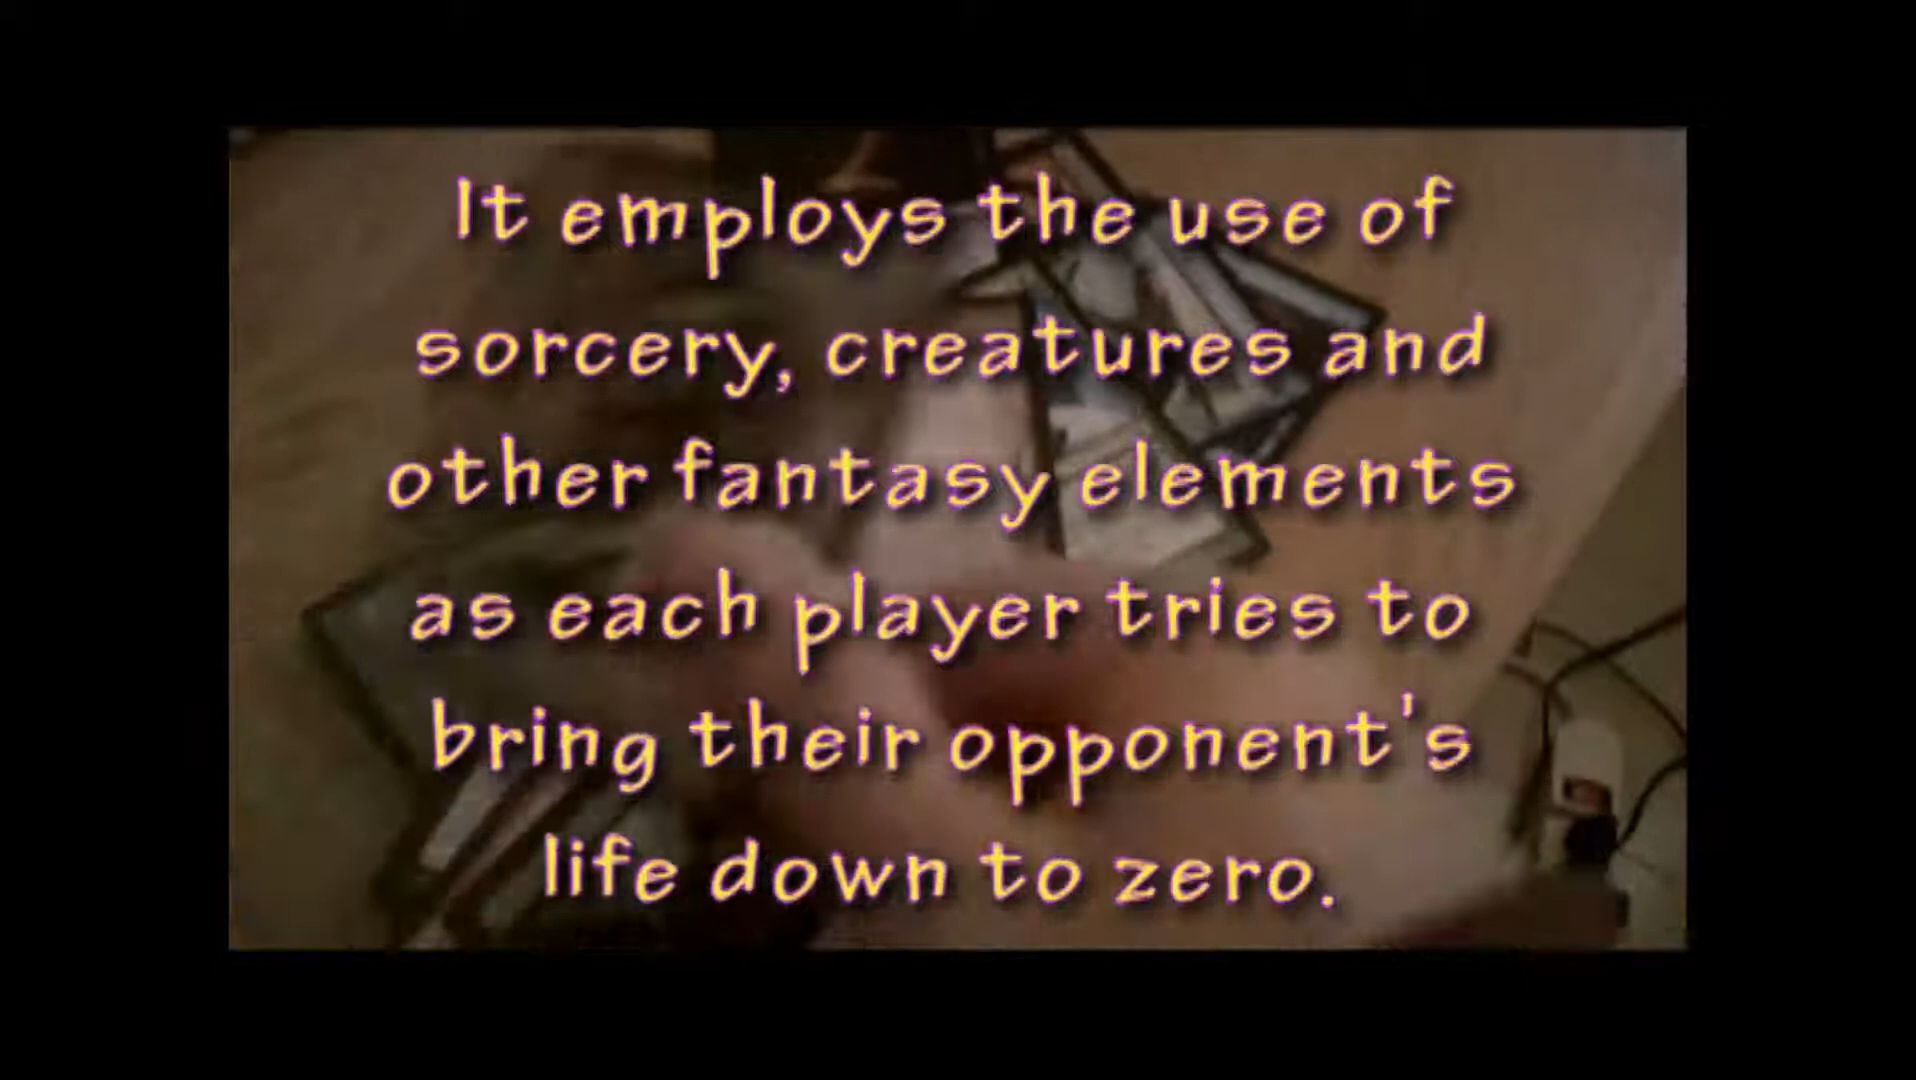 It employs the use of
sorcery, creatures and
other fantasy elements
as each player tries to
bring their opponent's
life down to zero.